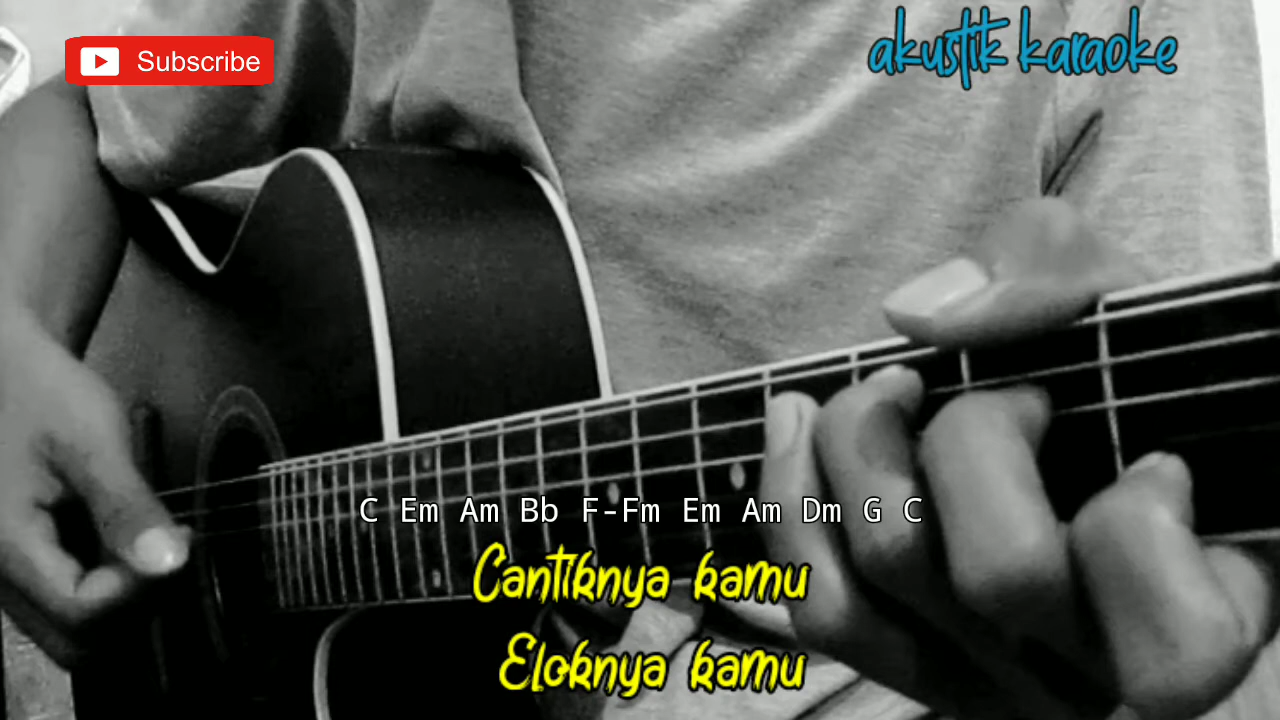 Subscribe
akustik karaoke
C Em Am Bb F-Fm Em Am Dm G C
Cantiknya kamu
Eloknya kamu